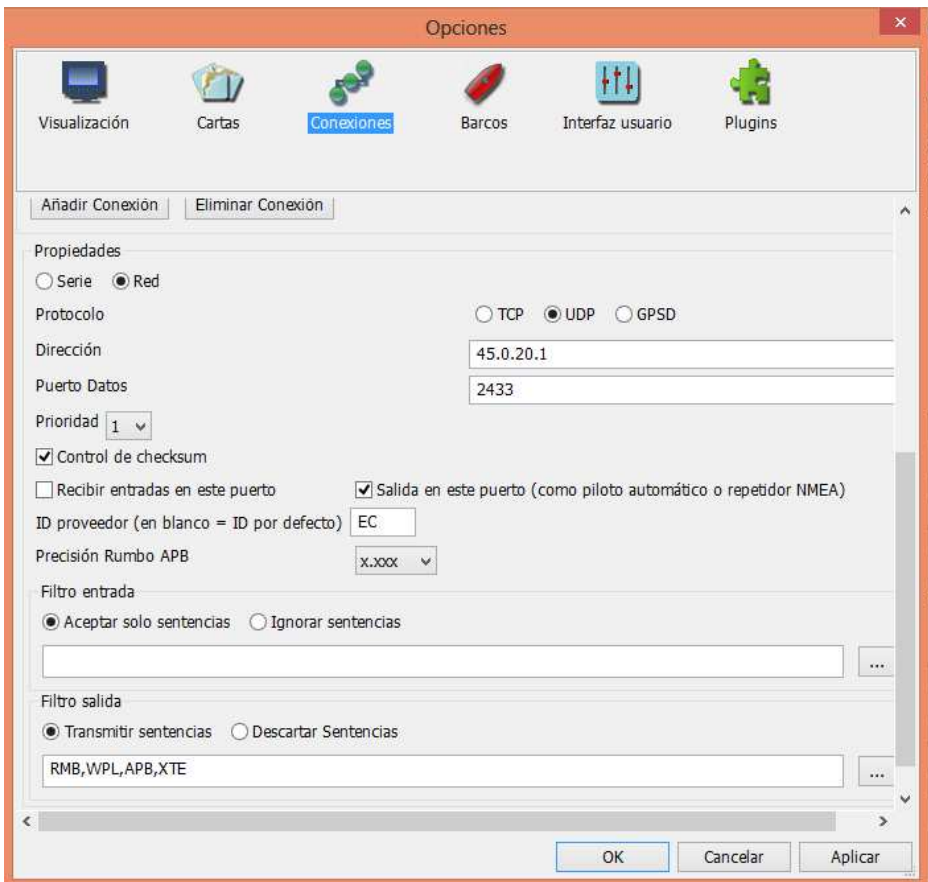 Opciones
Visualización Cartas Conexiones Barcos Interfaz usuario Plugins
Añadir Conexión Eliminar Conexión
Propiedades
Serie Red
Protocolo TCP UDP GPSD
Dirección 45.0.20.1
Puerto Datos 2433
Prioridad 1
Control de checksum
Recibir entradas en este puerto Salida en este puerto (como piloto automático o repetidor NMEA)
ID proveedor (en blanco = ID por defecto) EC
Precisión Rumbo APB x.xxx
Filtro entrada
Aceptar solo sentencias Ignorar sentencias
...
Filtro salida
Transmitir sentencias Descartar Sentencias
RMB,WPL,APB,XTE ...
OK Cancelar Aplicar